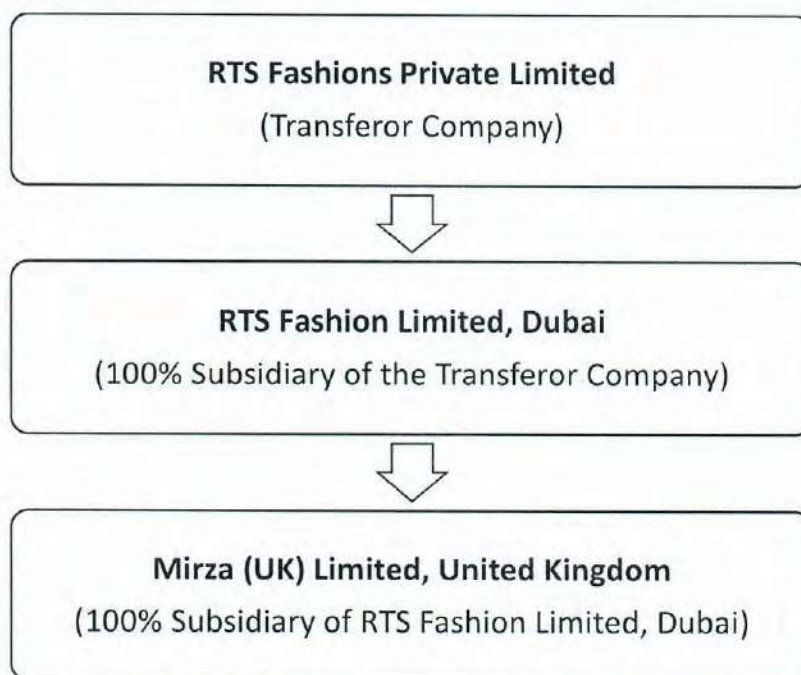 RTS Fashions Private Limited
(Transferor Company)
RTS Fashion Limited, Dubai
(100% Subsidiary of the Transferor Company)
Mirza (UK) Limited, United Kingdom
(100% Subsidiary of RTS Fashion Limited, Dubai)